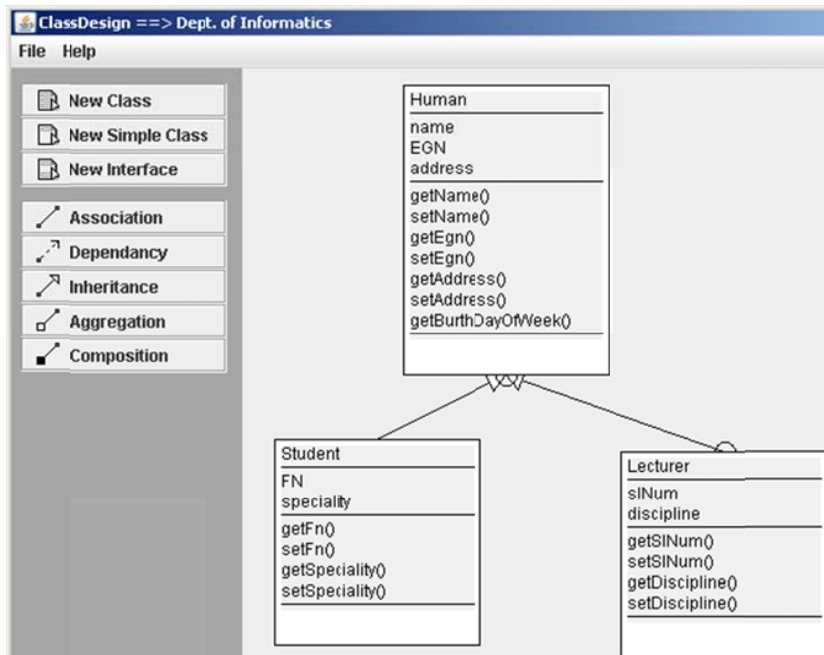 ClassDesign ==> Dept. of Informatics
File Help
New Class
New Simple Class
New Interface
Association
Dependancy
Inheritance
Aggregation
Composition
Human
name
EGN
address
getName()
setName()
getEgn()
setEgn()
getAddress()
setAddress()
getBurthDayOfWeek()
Student
FN
speciality
getFn()
setFn()
getSpeciality()
setSpeciality()
Lecturer
slNum
discipline
getSlNum()
setSlNum()
getDiscipline()
setDiscipline()